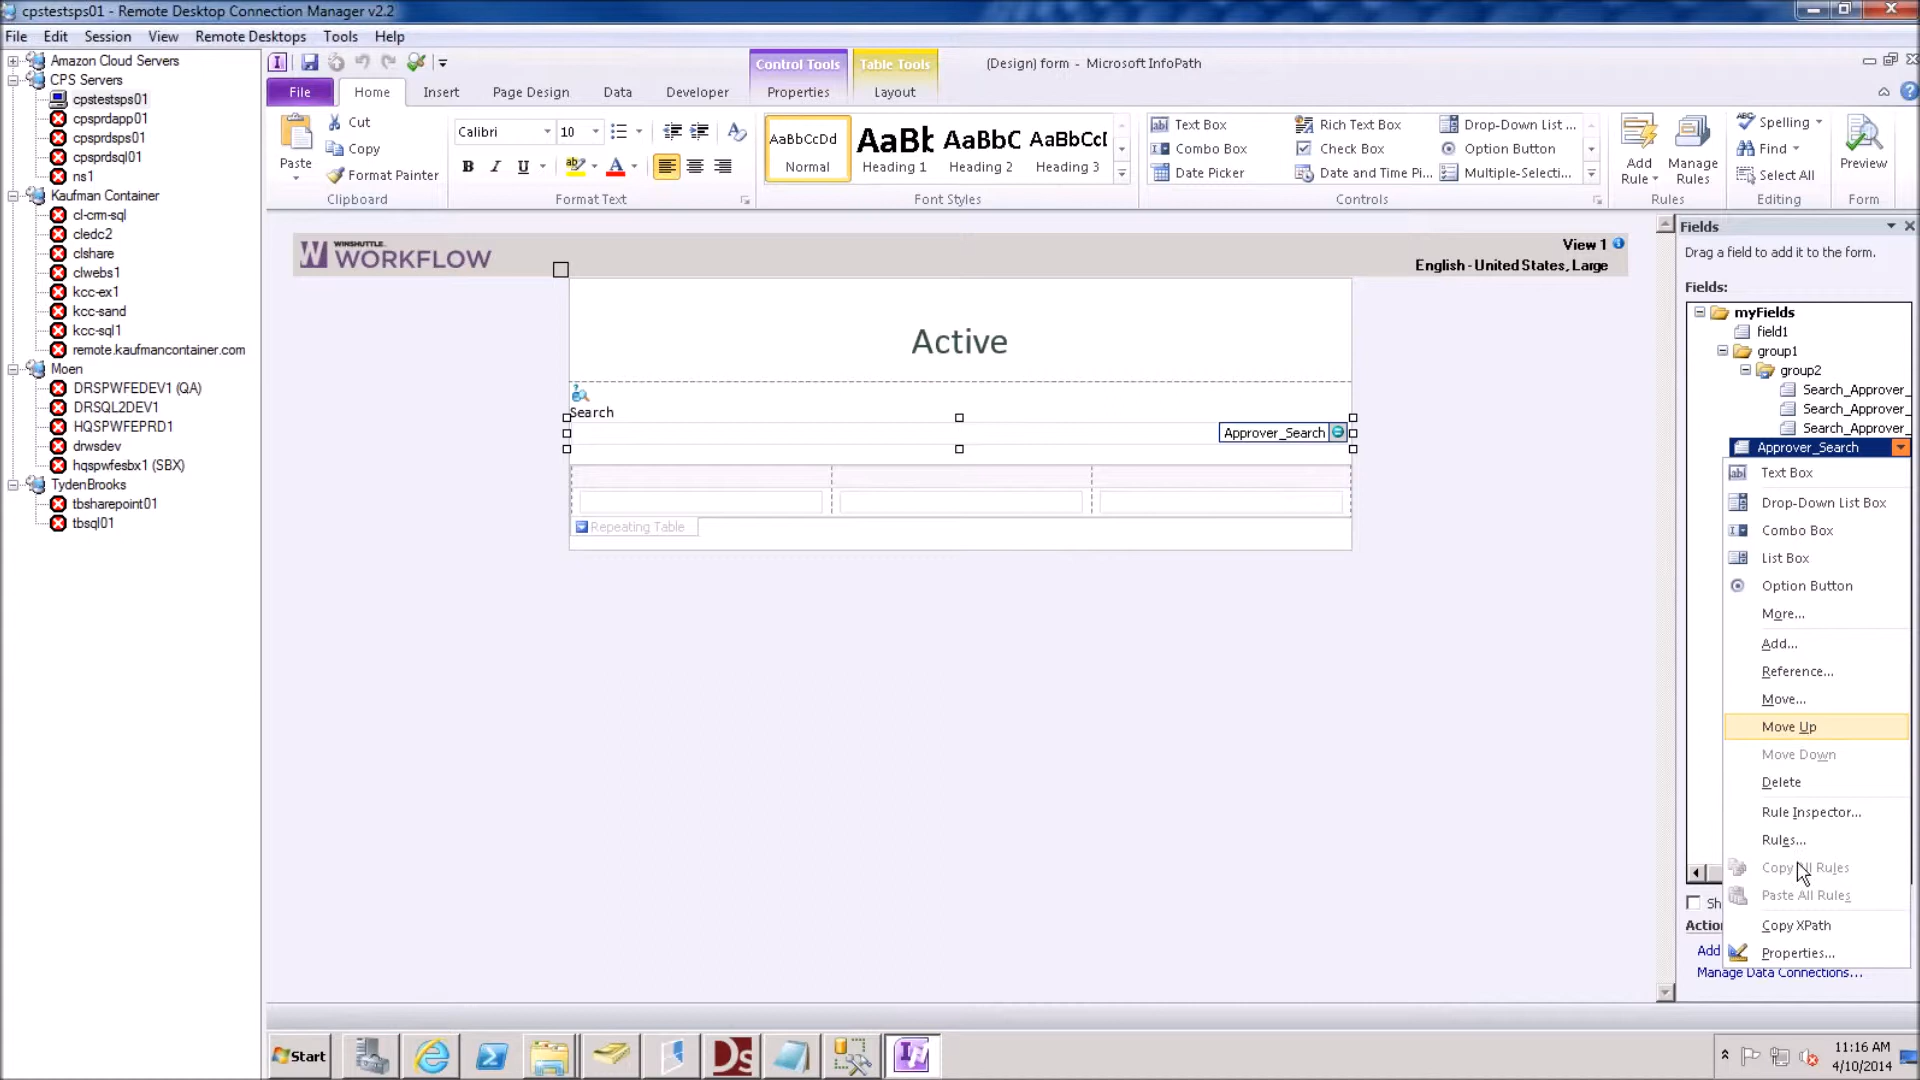 cpstestsps01 - Remote Desktop Connection Manager v2.2
File Edit Session View Remote Desktops Tools Help
Amazon Cloud Servers
CPS Servers
cpstestsps01
cpsprdapp01
cpsprdsps01
cpsprdsql01
ns1
Kaufman Container
cl-crm-sql
cledc2
clshare
clwebs1
kcc-ex1
kcc-sand
kcc-sql1
remote.kaufmancontainer.com
Moen
DRSPWFEDEV1 (QA)
DRSQL2DEV1
HQSPWFEPRD1
drwsdev
hqspwfesbx1 (SBX)
TydenBrooks
tbsharepoint01
tbsql01
Control Tools Table Tools (Design) form - Microsoft InfoPath
File Home Insert Page Design Data Developer Properties Layout
Paste
Cut
Copy
Format Painter
Clipboard
Calibri 10
B I U
Format Text
AaBbCcDd
Normal
AaBb
Heading 1
AaBbC
Heading 2
AaBbCcI
Heading 3
Font Styles
Text Box Rich Text Box Drop-Down List ...
Combo Box Check Box Option Button
Date Picker Date and Time Pi... Multiple-Selecti...
Controls
Add Rule
Manage Rules
Rules
Spelling
Find
Select All
Editing
Preview
Form
WINSHUTTLE
WORKFLOW
View 1
English - United States, Large
Active
Search
Approver_Search
Repeating Table
Fields
Drag a field to add it to the form.
Fields:
myFields
field1
group1
group2
Search_Approver_
Search_Approver_
Search_Approver_
Approver_Search
Text Box
Drop-Down List Box
Combo Box
List Box
Option Button
More...
Add...
Reference...
Move...
Move Up
Move Down
Delete
Rule Inspector...
Rules...
Copy All Rules
Paste All Rules
Copy XPath
Properties...
Sh
Actio
Add
Manage Data Connections...
Start
Ds
11:16 AM
4/10/2014